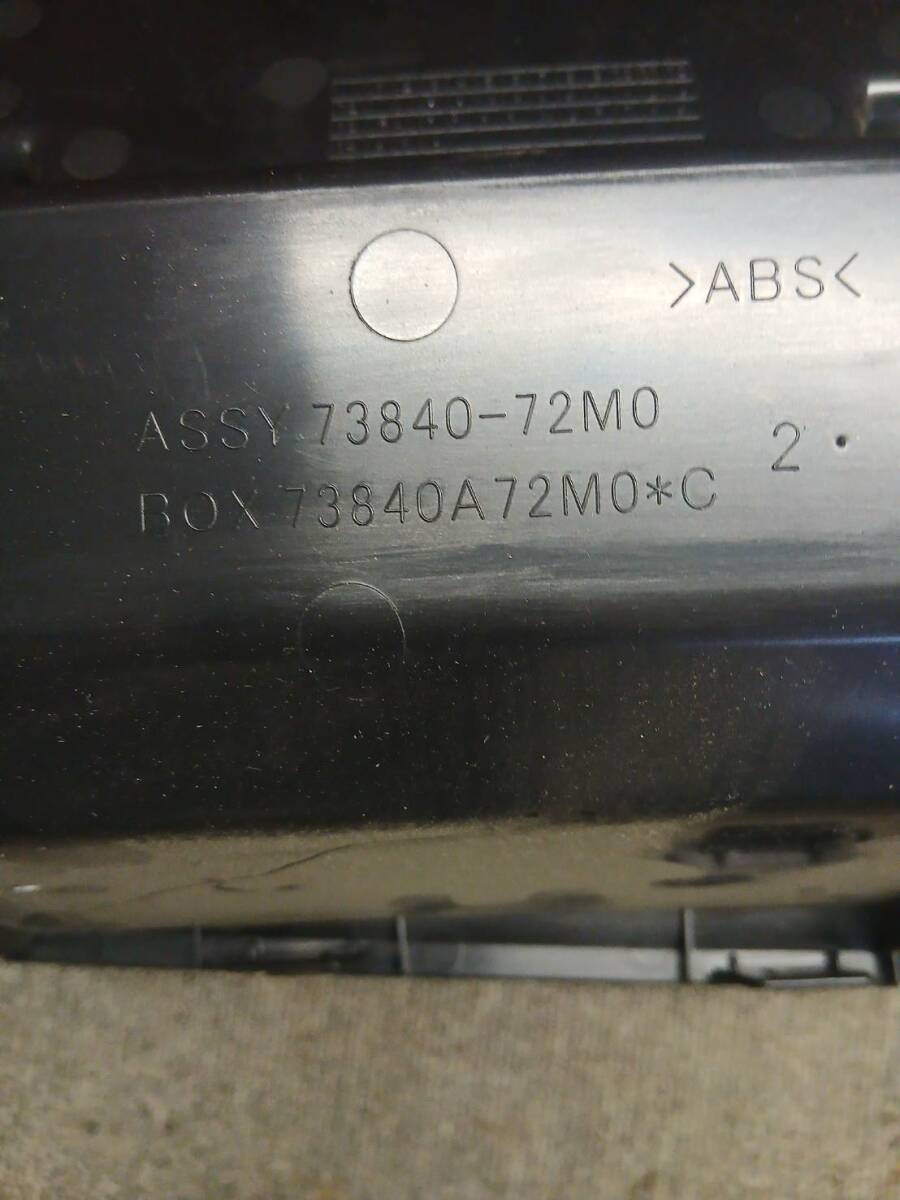 >ABS<
ASSY 73840-72M0
2
BOX 73840A72M0*C